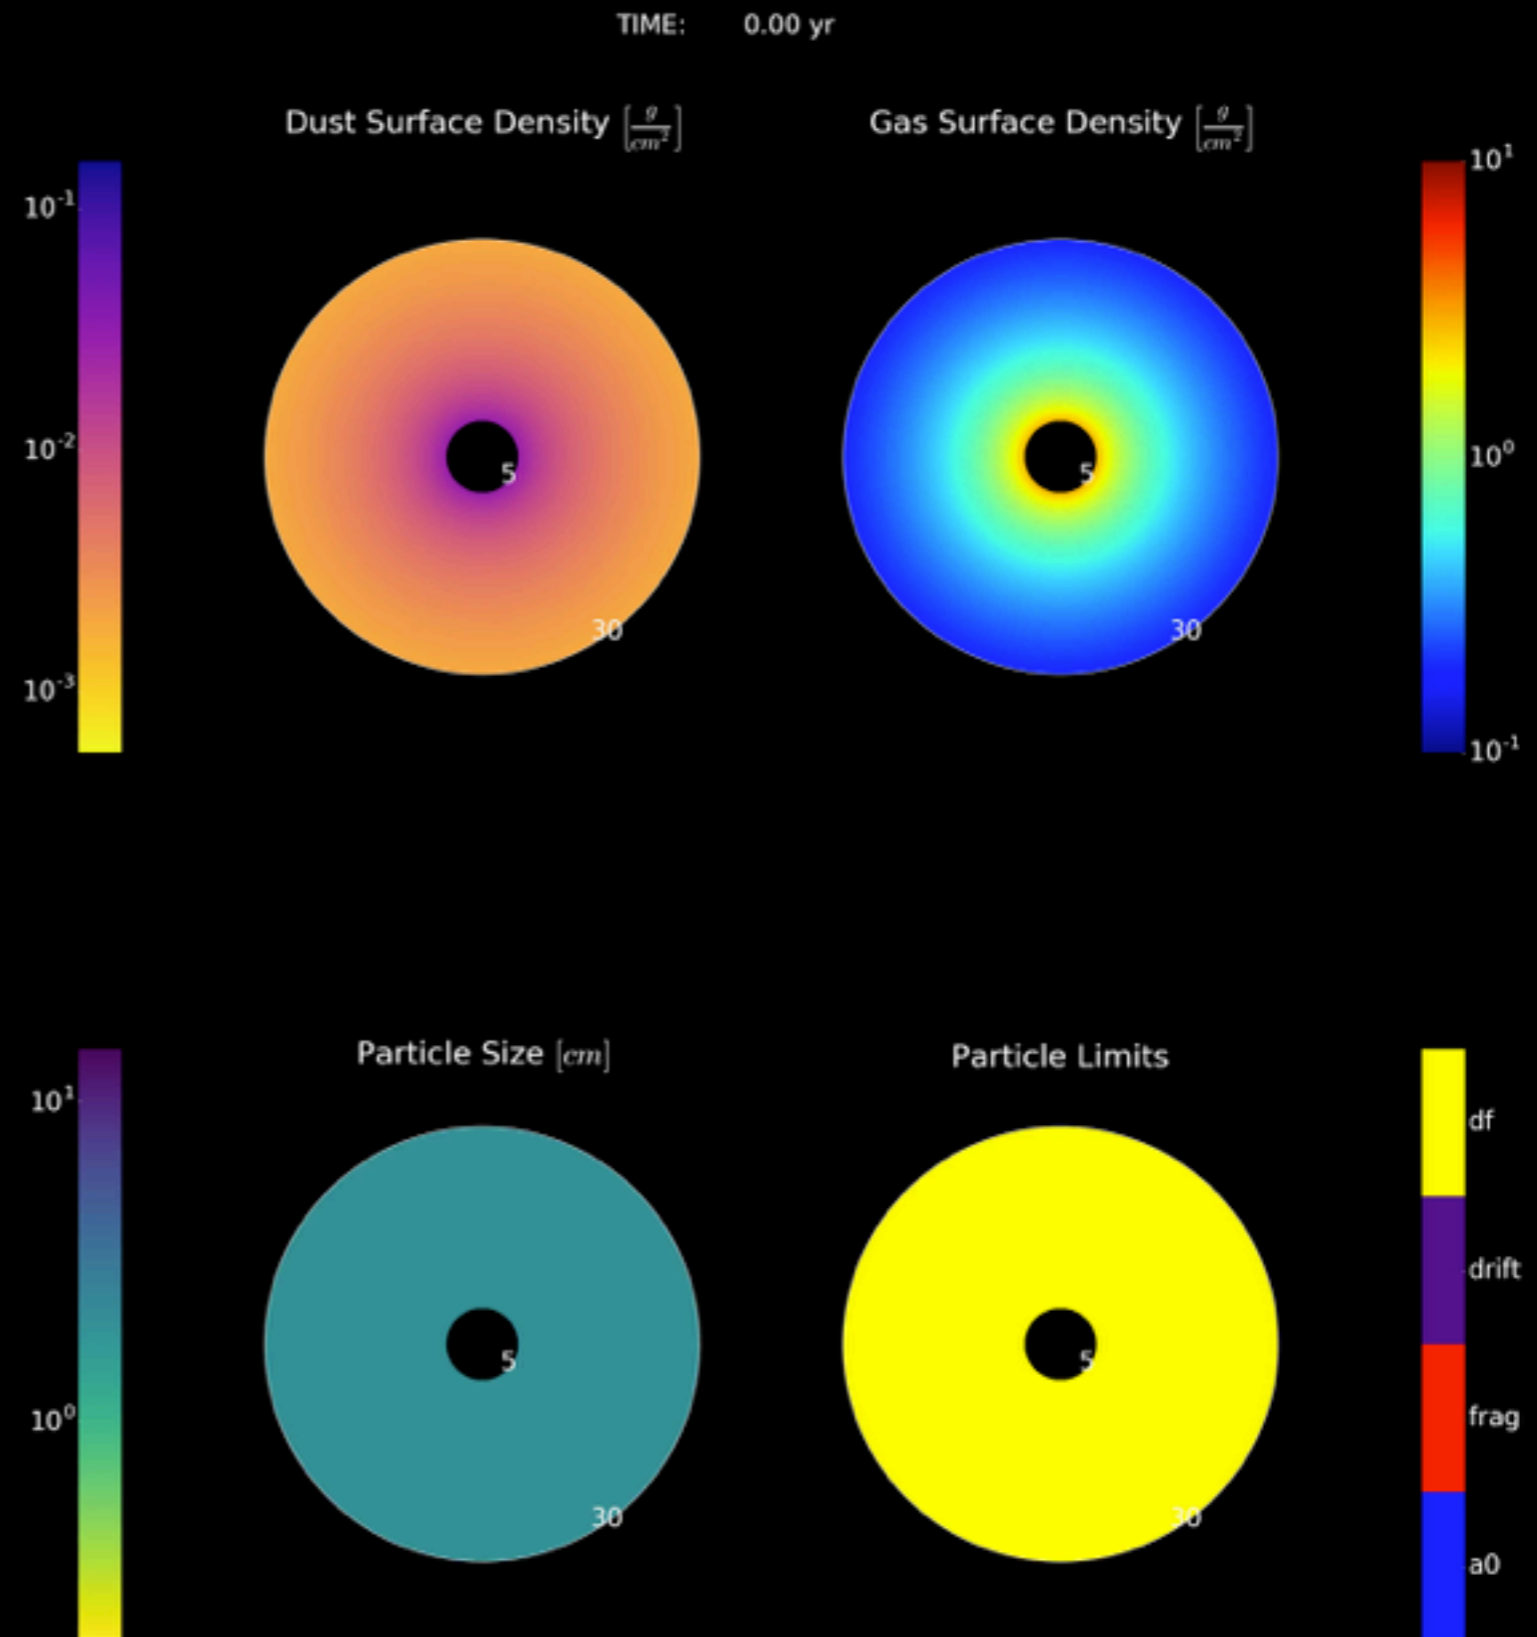 TIME: 0.00 yr
Dust Surface Density [g/cm²]
Gas Surface Density [g/cm²]
10⁻¹
10⁻²
10⁻³
5
30
5
30
10¹
10⁰
10⁻¹
Particle Size [cm]
Particle Limits
10¹
10⁰
5
30
5
30
df
drift
frag
a0